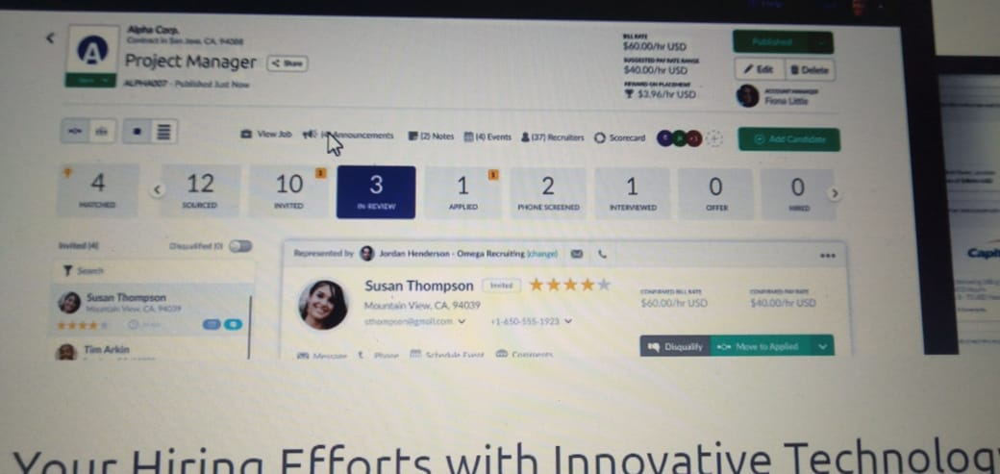 Help
Alpha Corp.
Contract in San Jose, CA, 94088
Project Manager
Share
ALPHA007 - Published Just Now
BILL RATE
$60.00/hr USD
SUGGESTED PAY RATE RANGE
$40.00/hr USD
REWARD ON PLACEMENT
$3.96/hr USD
Published
Edit
Delete
ACCOUNT MANAGER
Fiona Little
View Job
Announcements
(2) Notes
(4) Events
(37) Recruiters
Scorecard
Add Candidate
4
MATCHED
12
SOURCED
10
INVITED
3
IN-REVIEW
1
APPLIED
2
PHONE SCREENED
1
INTERVIEWED
0
OFFER
0
HIRED
Invited (4)
Disqualified (0)
Search
Susan Thompson
Mountain View, CA, 94039
Tim Arkin
Represented by Jordan Henderson - Omega Recruiting (change)
Susan Thompson
Invited
Mountain View, CA, 94039
sthompson@gmail.com
+1-650-555-1923
CONFIRMED BILL RATE
$60.00/hr USD
CONFIRMED PAY RATE
$40.00/hr USD
Disqualify
Move to Applied
Message
Phone
Schedule Event
Comments
Your Hiring Efforts with Innovative Technology